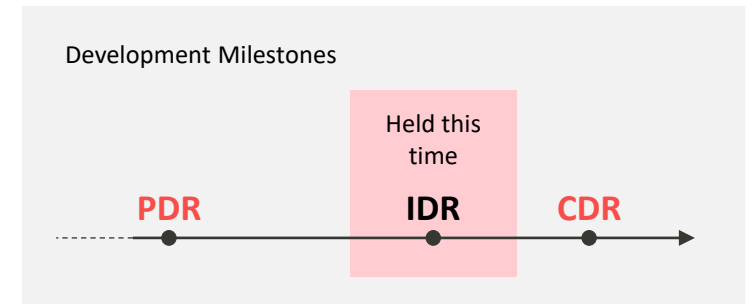 Development Milestones
Held this
time
PDR
IDR
CDR